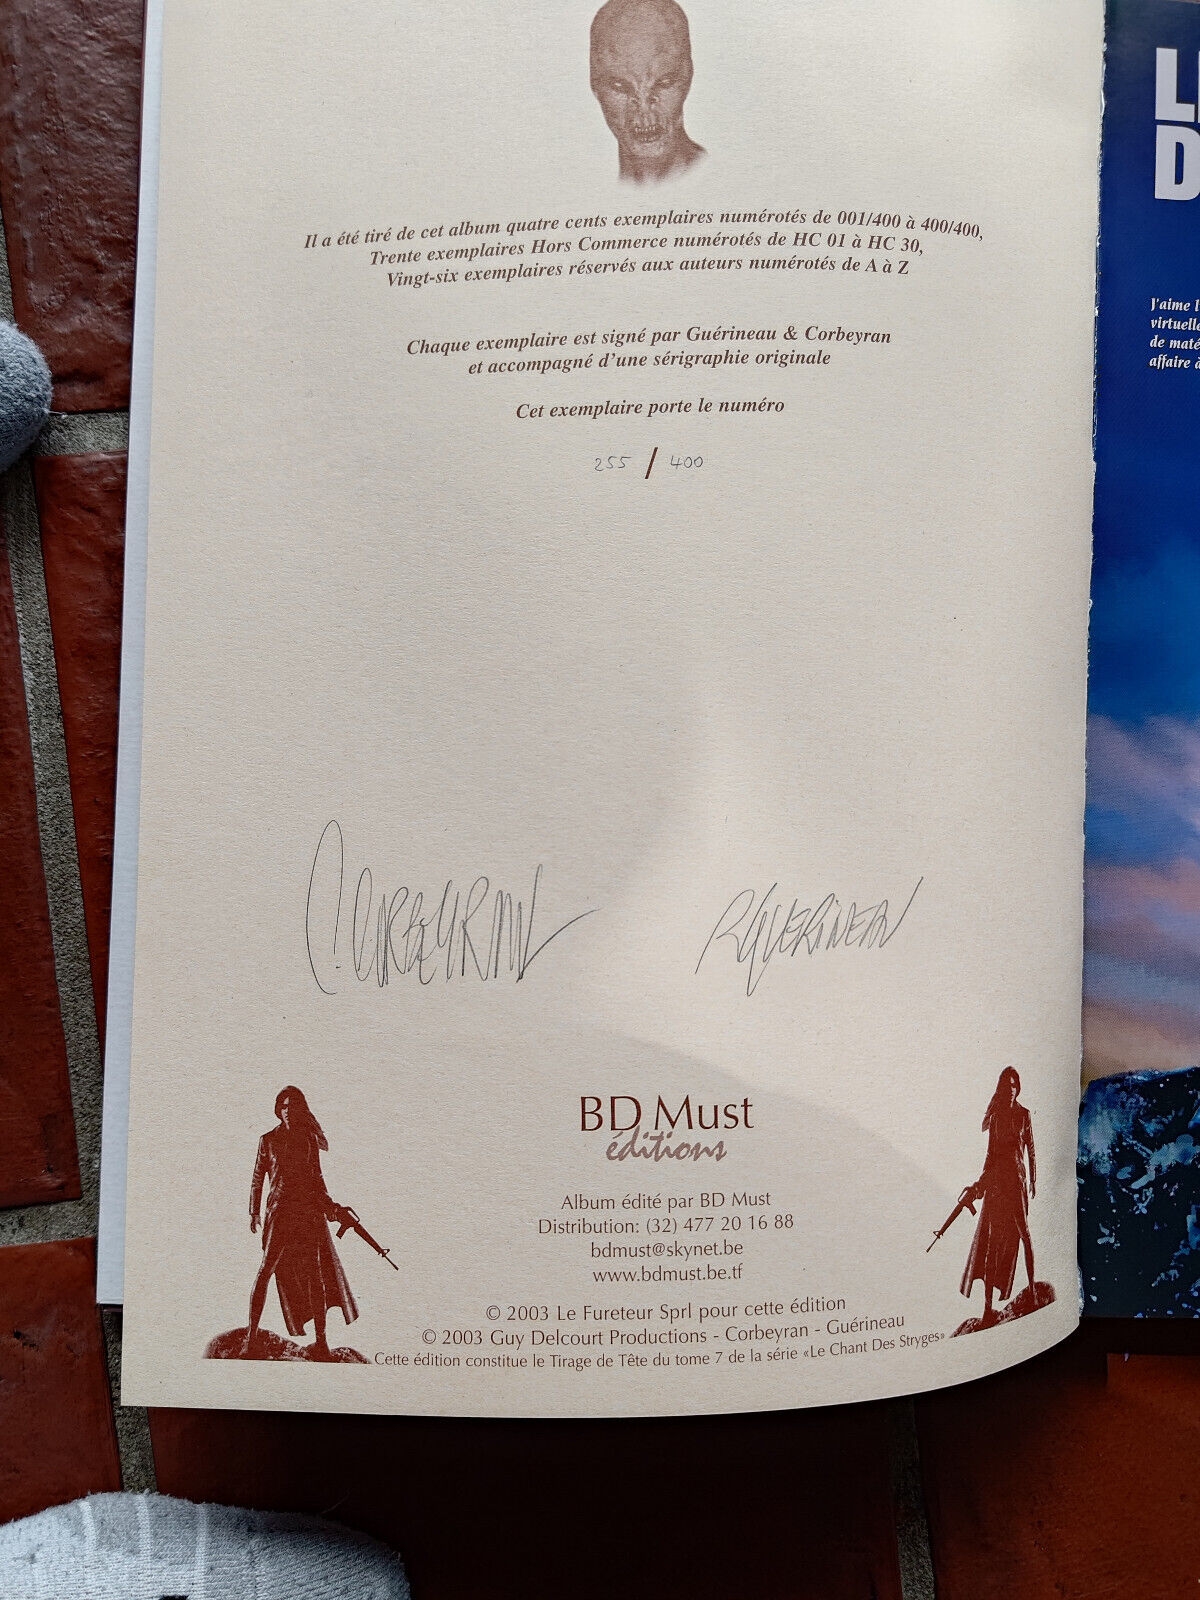 Il a été tiré de cet album quatre cents exemplaires numérotés de 001/400 à 400/400,
Trente exemplaires Hors Commerce numérotés de HC 01 à HC 30,
Vingt-six exemplaires réservés aux auteurs numérotés de A à Z
Chaque exemplaire est signé par Guérineau & Corbeyran
et accompagné d'une sérigraphie originale
Cet exemplaire porte le numéro
255 / 400
CORBEYRAN
RGUERINEAU
BD Must
éditions
Album édité par BD Must
Distribution: (32) 477 20 16 88
bdmust@skynet.be
www.bdmust.be.tf
© 2003 Le Fureteur Sprl pour cette édition
© 2003 Guy Delcourt Productions - Corbeyran - Guérineau
Cette édition constitue le Tirage de Tête du tome 7 de la série «Le Chant Des Stryges»
D
J'aime
de
affaire